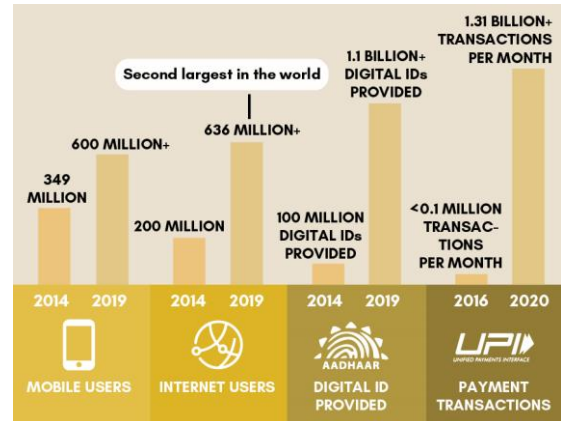 1.31 BILLION+
TRANSACTIONS
PER MONTH
1.1 BILLION+
DIGITAL IDs
PROVIDED
Second largest in the world
636 MILLION+
600 MILLION+
349
MILLION
200 MILLION
100 MILLION
DIGITAL IDs
PROVIDED
<0.1 MILLION
TRANSAC-
TIONS
PER MONTH
2014 2019
MOBILE USERS
2014 2019
INTERNET USERS
2014 2019
AADHAAR
DIGITAL ID
PROVIDED
2016 2020
UPI
UNIFIED PAYMENTS INTERFACE
PAYMENT
TRANSACTIONS